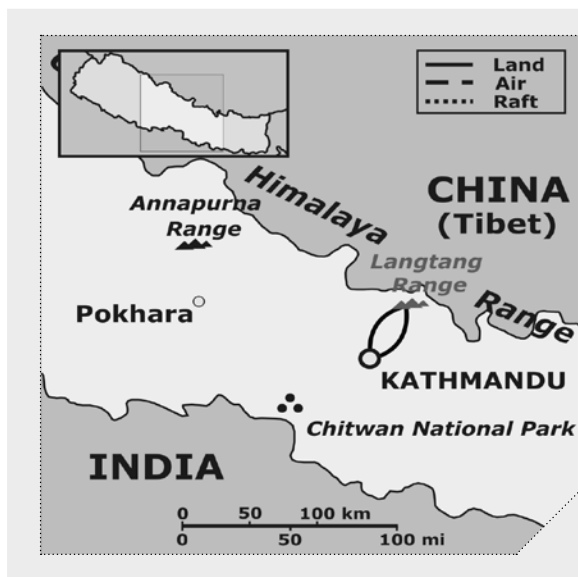 Land
Air
Raft
Himalaya
Range
CHINA
(Tibet)
Annapurna
Range
Langtang
Range
Pokhara
KATHMANDU
Chitwan National Park
INDIA
0 50 100 km
0 50 100 mi